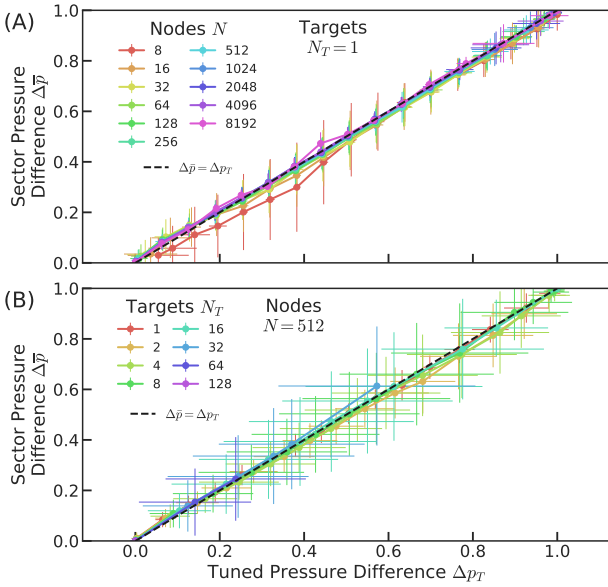 (A)
Nodes N
8
16
32
64
128
256
512
1024
2048
4096
8192
Targets
N_T = 1
Δp̄ = Δp_T
Sector Pressure
Difference Δp̄
1.0
0.8
0.6
0.4
0.2
0.0
(B)
Targets N_T
1
2
4
8
16
32
64
128
Nodes
N = 512
Δp̄ = Δp_T
Sector Pressure
Difference Δp̄
1.0
0.8
0.6
0.4
0.2
0.0
0.0 0.2 0.4 0.6 0.8 1.0
Tuned Pressure Difference Δp_T